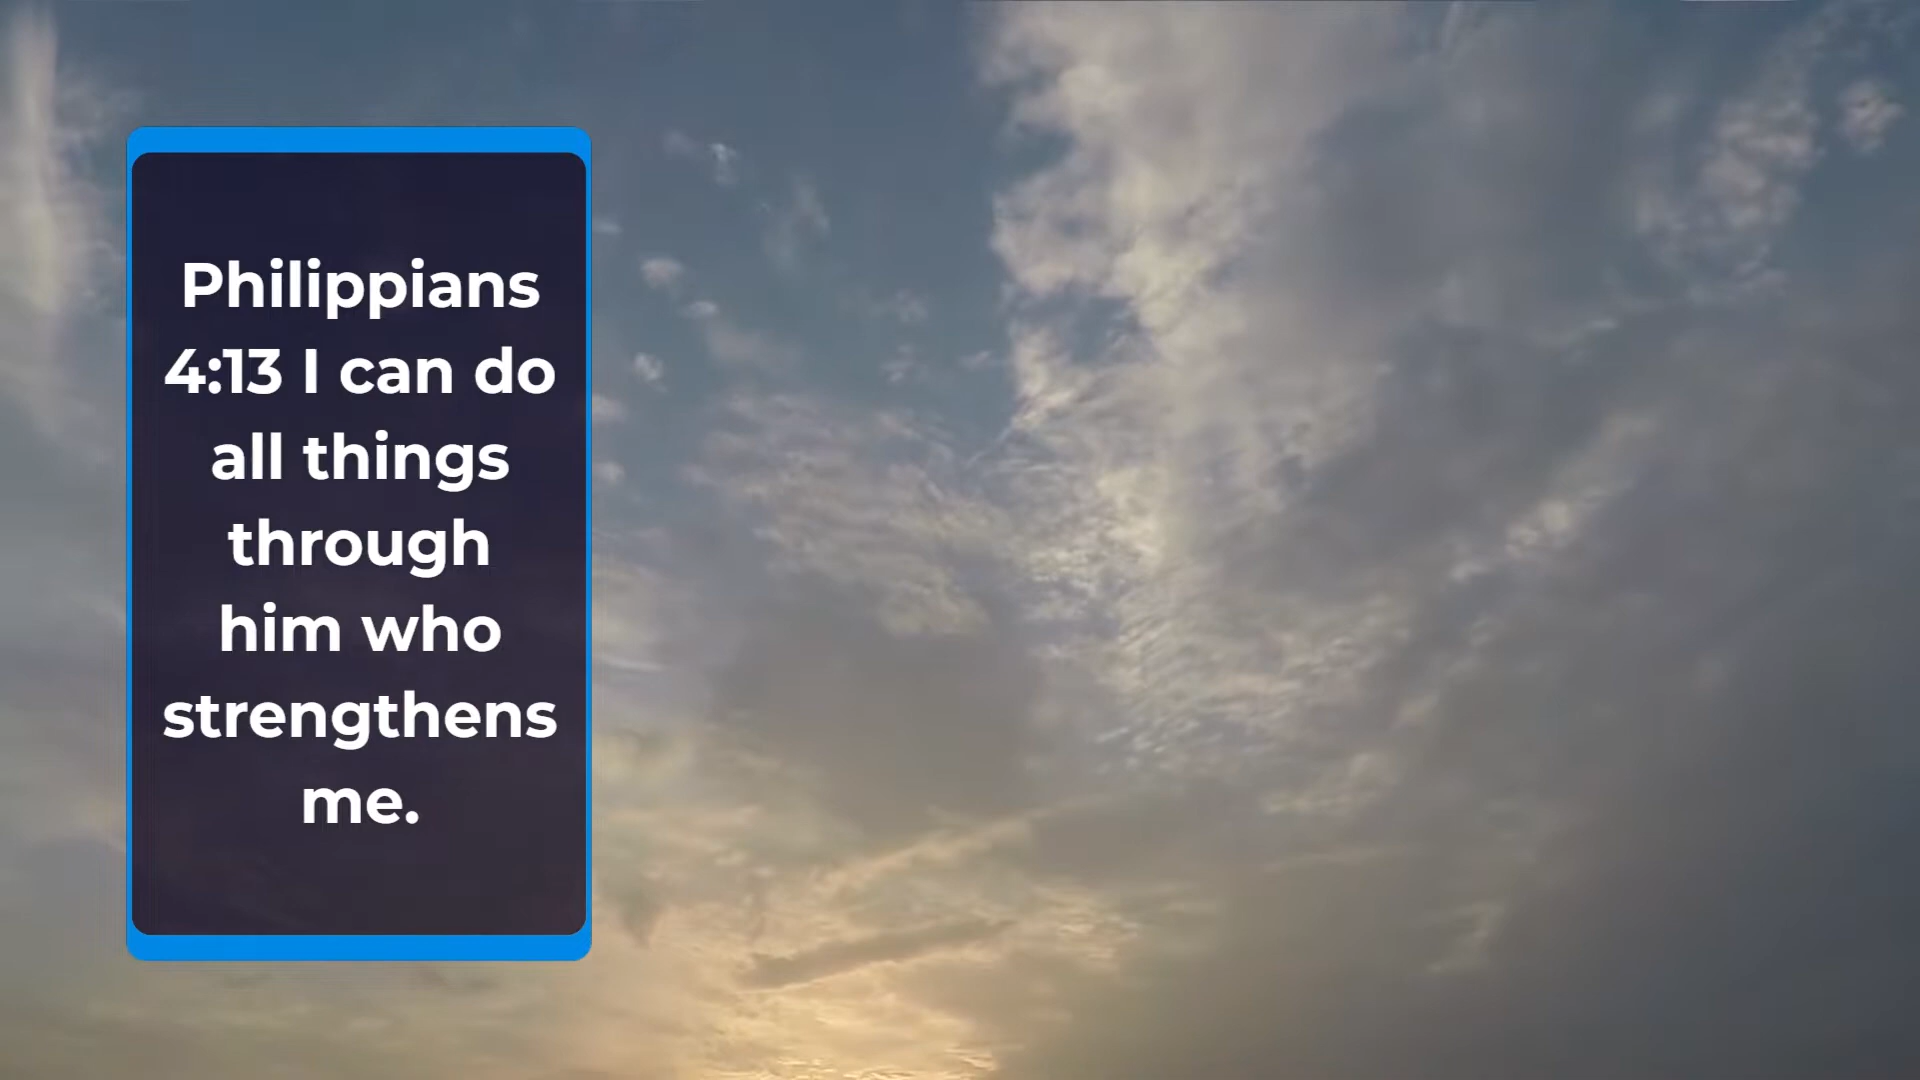 Philippians
4:13 I can do
all things
through
him who
strengthens
me.